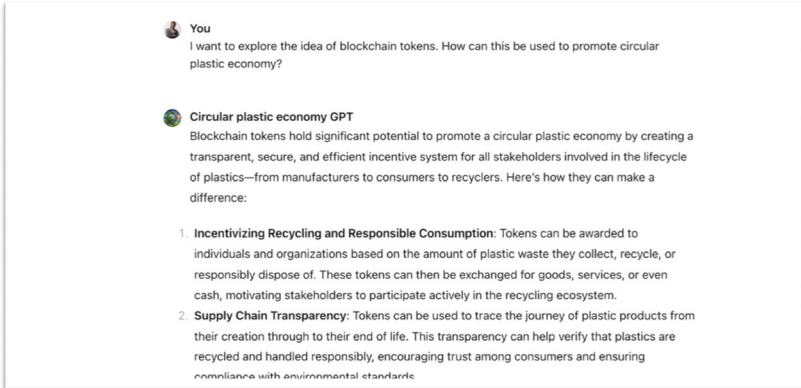 You
I want to explore the idea of blockchain tokens. How can this be used to promote circular
plastic economy?
Circular plastic economy GPT
Blockchain tokens hold significant potential to promote a circular plastic economy by creating a
transparent, secure, and efficient incentive system for all stakeholders involved in the lifecycle
of plastics—from manufacturers to consumers to recyclers. Here's how they can make a
difference:
1. Incentivizing Recycling and Responsible Consumption: Tokens can be awarded to
individuals and organizations based on the amount of plastic waste they collect, recycle, or
responsibly dispose of. These tokens can then be exchanged for goods, services, or even
cash, motivating stakeholders to participate actively in the recycling ecosystem.
2. Supply Chain Transparency: Tokens can be used to trace the journey of plastic products from
their creation through to their end of life. This transparency can help verify that plastics are
recycled and handled responsibly, encouraging trust among consumers and ensuring
compliance with environmental standards